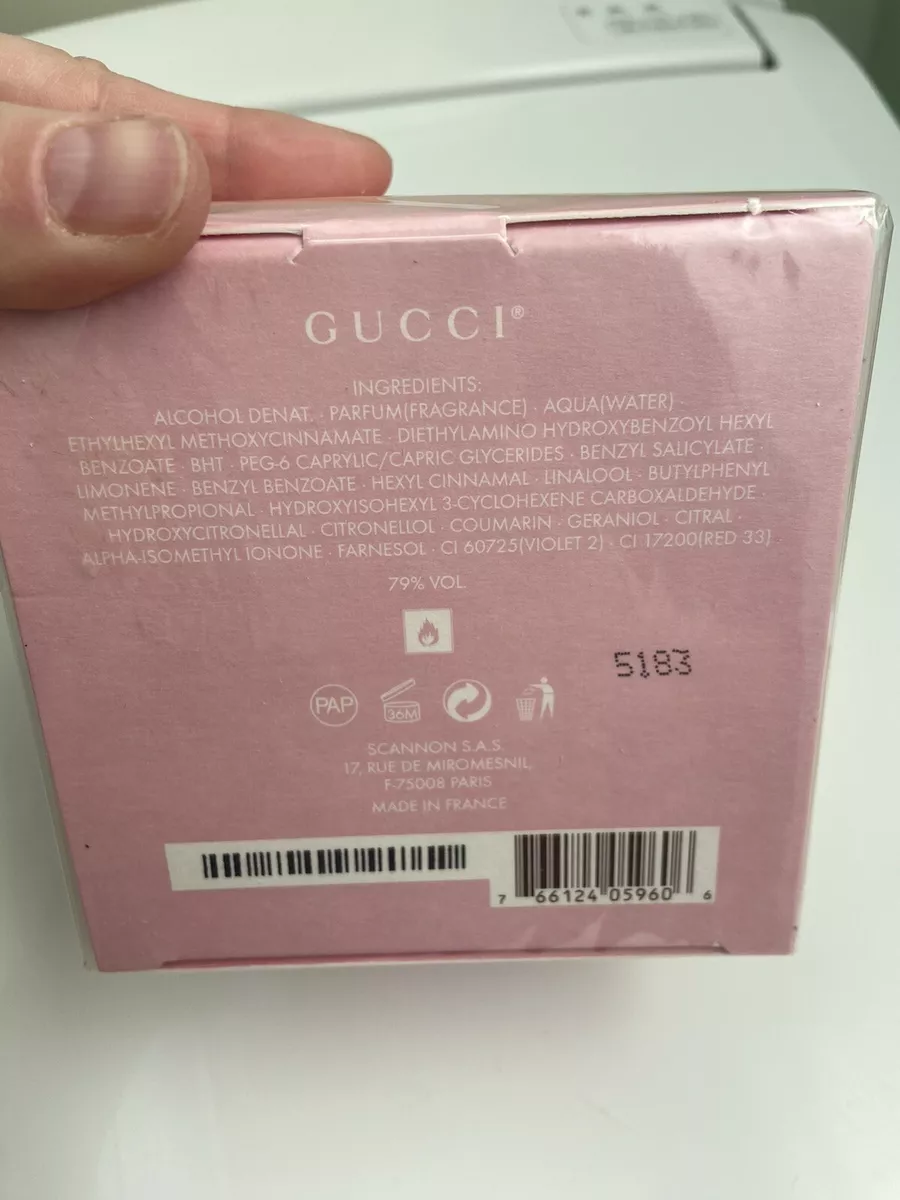 GUCCI®
INGREDIENTS:
ALCOHOL DENAT. · PARFUM(FRAGRANCE) · AQUA(WATER) ·
ETHYLHEXYL METHOXYCINNAMATE · DIETHYLAMINO HYDROXYBENZOYL HEXYL
BENZOATE · BHT · PEG-6 CAPRYLIC/CAPRIC GLYCERIDES · BENZYL SALICYLATE ·
LIMONENE · BENZYL BENZOATE · HEXYL CINNAMAL · LINALOOL · BUTYLPHENYL
METHYLPROPIONAL · HYDROXYISOHEXYL 3-CYCLOHEXENE CARBOXALDEHYDE ·
HYDROXYCITRONELLAL · CITRONELLOL · COUMARIN · GERANIOL · CITRAL ·
ALPHA-ISOMETHYL IONONE · FARNESOL · CI 60725(VIOLET 2) · CI 17200(RED 33)
79% VOL.
5183
PAP 36M
SCANNON S.A.S.
17, RUE DE MIROMESNIL,
F-75008 PARIS
MADE IN FRANCE
7 66124 05960 6